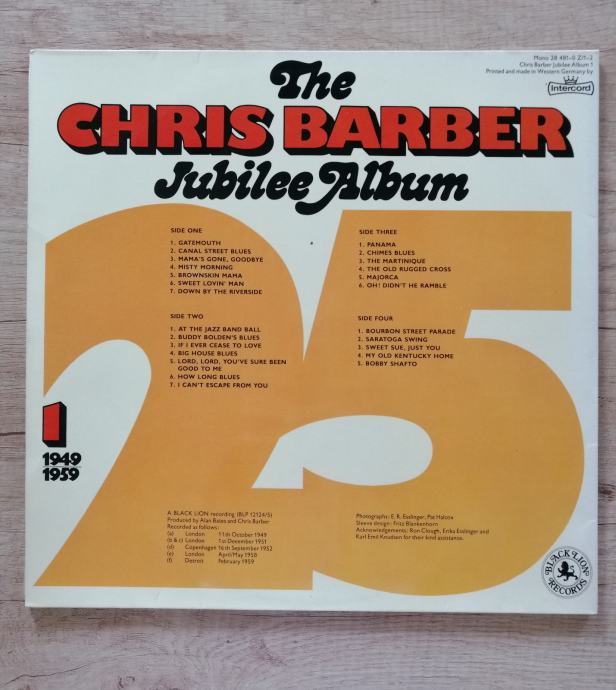 Mono 28 481-0 Z/1-2
Chris Barber Jubilee Album 1
Printed and made in Western Germany by
Intercord
The
CHRIS BARBER
Jubilee Album
25
SIDE ONE
1. GATEMOUTH
2. CANAL STREET BLUES
3. MAMA'S GONE, GOODBYE
4. MISTY MORNING
5. BROWNSKIN MAMA
6. SWEET LOVIN' MAN
7. DOWN BY THE RIVERSIDE
SIDE TWO
1. AT THE JAZZ BAND BALL
2. BUDDY BOLDEN'S BLUES
3. IF I EVER CEASE TO LOVE
4. BIG HOUSE BLUES
5. LORD, LORD, YOU'VE SURE BEEN
GOOD TO ME
6. HOW LONG BLUES
7. I CAN'T ESCAPE FROM YOU
SIDE THREE
1. PANAMA
2. CHIMES BLUES
3. THE MARTINIQUE
4. THE OLD RUGGED CROSS
5. MAJORCA
6. OH! DIDN'T HE RAMBLE
SIDE FOUR
1. BOURBON STREET PARADE
2. SARATOGA SWING
3. SWEET SUE, JUST YOU
4. MY OLD KENTUCKY HOME
5. BOBBY SHAFTO
1
1949
1959
A BLACK LION recording (BLP 12124/5)
Produced by Alan Bates and Chris Barber
Recorded as follows:
(a) London 11th October 1949
(b & c) London 1st December 1951
(d) Copenhagen 16th September 1952
(e) London April/May 1958
(f) Detroit February 1959
Photographs: E. R. Esslinger, Pat Halcox
Sleeve design: Fritz Blankenhorn
Acknowledgements: Ron Clough, Erika Esslinger and
Karl Emil Knudsen for their kind assistance.
BLACK LION
RECORDS